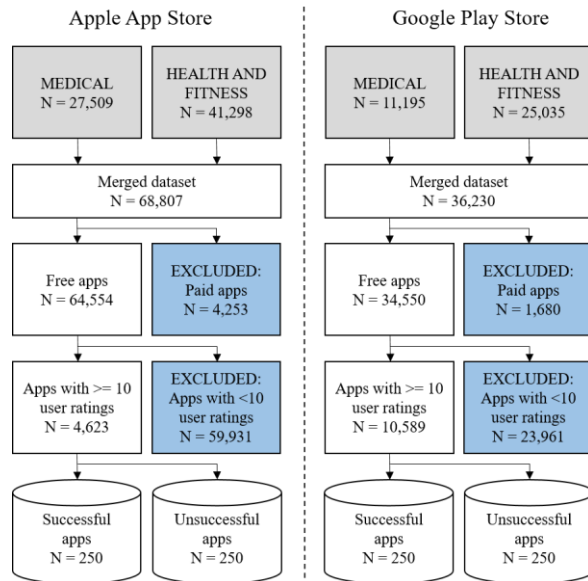 Apple App Store
MEDICAL
N = 27,509
HEALTH AND
FITNESS
N = 41,298
Merged dataset
N = 68,807
Free apps
N = 64,554
EXCLUDED:
Paid apps
N = 4,253
Apps with >= 10
user ratings
N = 4,623
EXCLUDED:
Apps with <10
user ratings
N = 59,931
Successful
apps
N = 250
Unsuccessful
apps
N = 250
Google Play Store
MEDICAL
N = 11,195
HEALTH AND
FITNESS
N = 25,035
Merged dataset
N = 36,230
Free apps
N = 34,550
EXCLUDED:
Paid apps
N = 1,680
Apps with >= 10
user ratings
N = 10,589
EXCLUDED:
Apps with <10
user ratings
N = 23,961
Successful
apps
N = 250
Unsuccessful
apps
N = 250